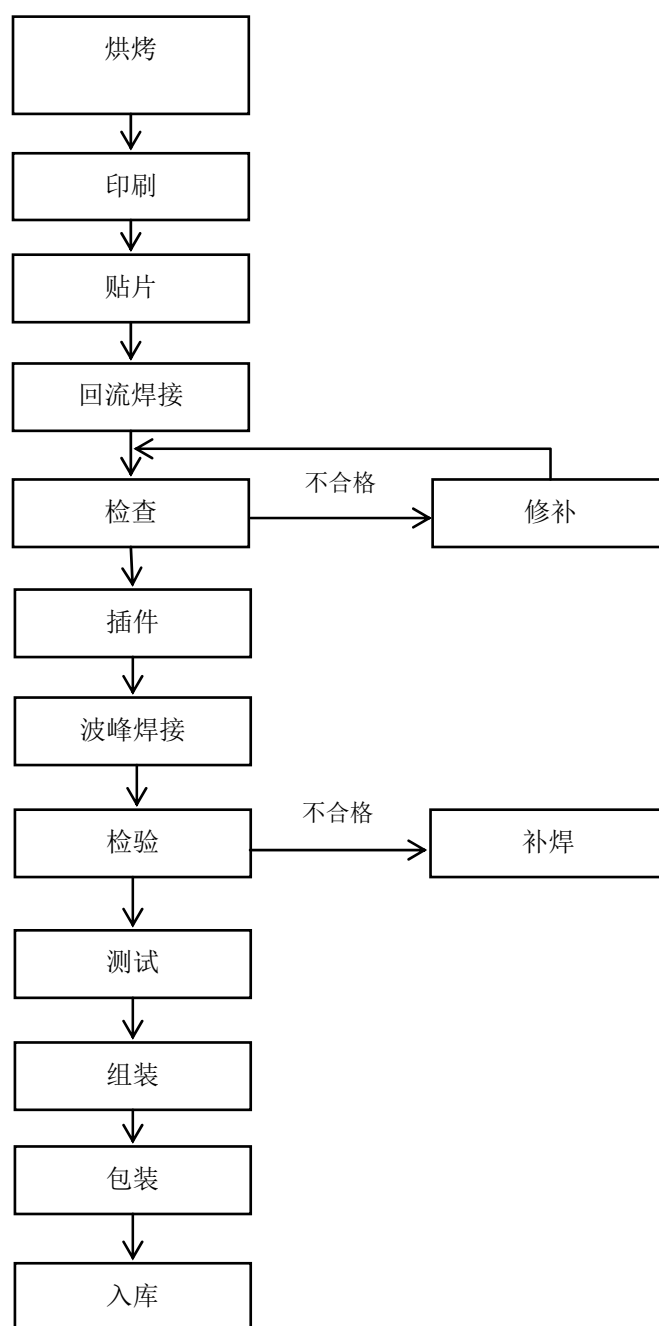 烘烤
印刷
贴片
回流焊接
不合格
检查
修补
插件
波峰焊接
不合格
检验
补焊
测试
组装
包装
入库